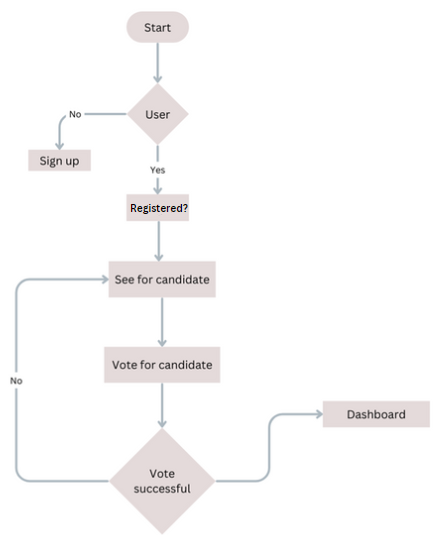 Start
User
No
Sign up
Yes
Registered?
See for candidate
Vote for candidate
No
Dashboard
Vote
successful